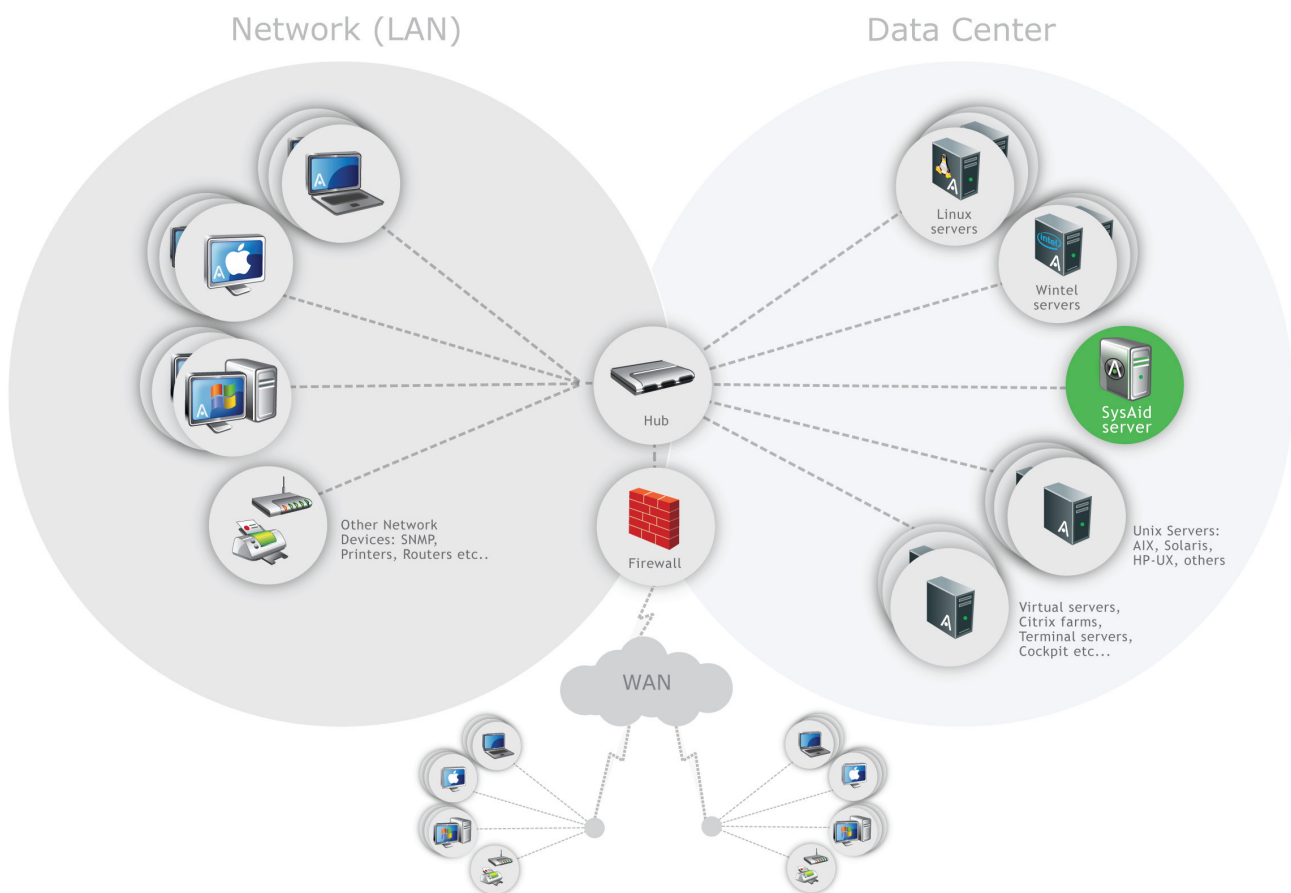 Network (LAN)
Data Center
Linux
servers
intel
Wintel
servers
Hub
SysAid
server
Other Network
Devices: SNMP,
Printers, Routers etc..
Firewall
Unix Servers:
AIX, Solaris,
HP-UX, others
Virtual servers,
Citrix farms,
Terminal servers,
Cockpit etc...
WAN